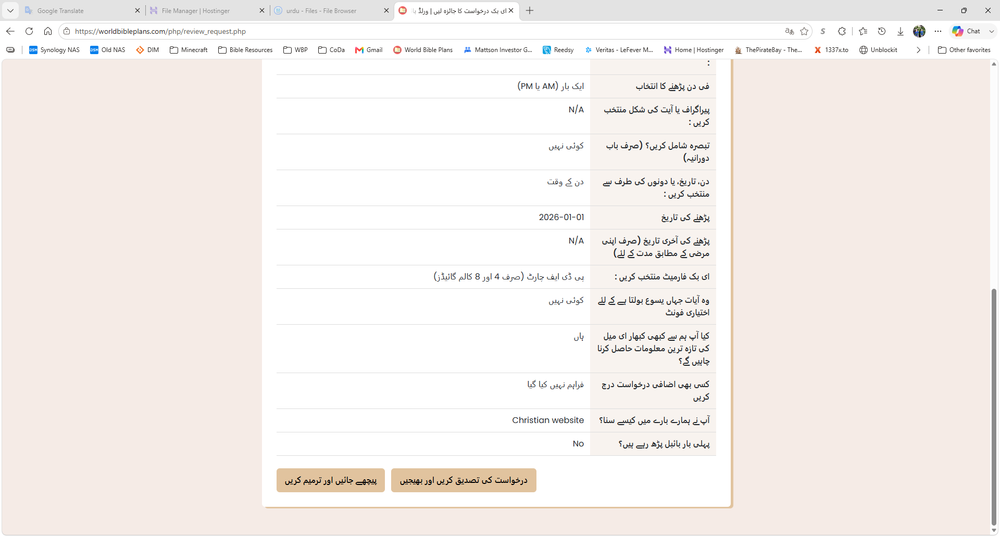 Google Translate
File Manager | Hostinger
urdu - Files - File Browser
ای بک درخواست کا جائزہ لیں | ورلڈ با
https://worldbibleplans.com/php/review_request.php
Chat
Synology NAS
Old NAS
DIM
Minecraft
Bible Resources
WBP
CoDa
Gmail
World Bible Plans
Mattson Investor G...
Reedsy
Veritas - LeFever M...
Home | Hostinger
ThePirateBay - The...
1337x.to
Unblockit
Other favorites
:
فی دن پڑھنے کا انتخاب
ایک بار (AM یا PM)
پیراگراف یا آیت کی شکل منتخب
کریں :
N/A
تبصرہ شامل کریں؟ (صرف باب
دورانیہ)
کوئی نہیں
دن، تاریخ، یا دونوں کی طرف سے
منتخب کریں :
دن کے وقت
پڑھنے کی تاریخ
2026-01-01
پڑھنے کی آخری تاریخ (صرف اپنی
مرضی کے مطابق مدت کے لئے)
N/A
ای بک فارمیٹ منتخب کریں :
پی ڈی ایف چارٹ (صرف 4 اور 8 کالم گائیڈز)
وہ آیات جہاں یسوع بولتا ہے کے لئے
اختیاری فونٹ
کوئی نہیں
کیا آپ ہم سے کبھی کبھار ای میل
کی تازہ ترین معلومات حاصل کرنا
چاہیں گے؟
ہاں
کسی بھی اضافی درخواست درج
کریں
فراہم نہیں کیا گیا
آپ نے ہمارے بارے میں کیسے سنا؟
Christian website
پہلی بار بائبل پڑھ رہے ہیں؟
No
درخواست کی تصدیق کریں اور بھیجیں
پیچھے جائیں اور ترمیم کریں